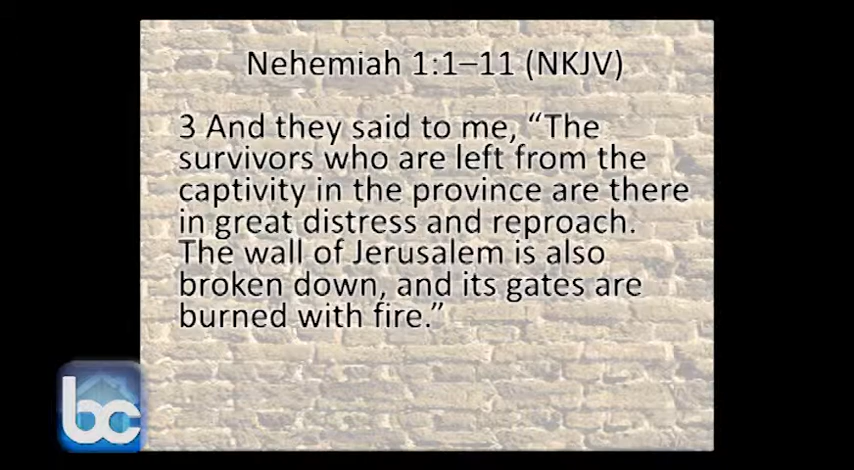 Nehemiah 1:1–11 (NKJV)
3 And they said to me, “The
survivors who are left from the
captivity in the province are there
in great distress and reproach.
The wall of Jerusalem is also
broken down, and its gates are
burned with fire.”
bc